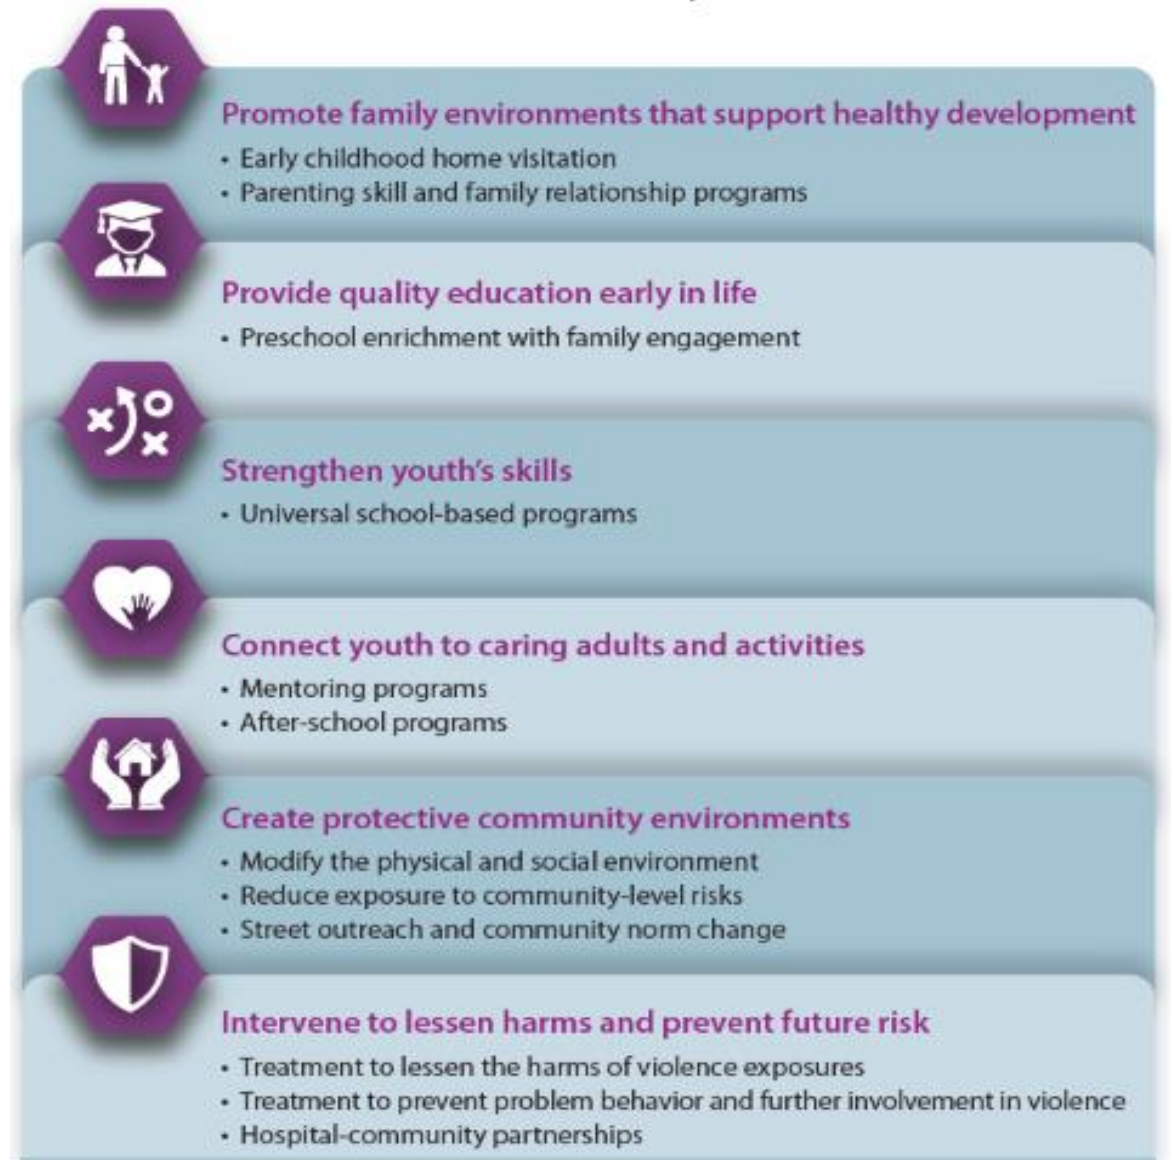 Promote family environments that support healthy development
• Early childhood home visitation
• Parenting skill and family relationship programs
Provide quality education early in life
• Preschool enrichment with family engagement
Strengthen youth's skills
• Universal school-based programs
Connect youth to caring adults and activities
• Mentoring programs
• After-school programs
Create protective community environments
• Modify the physical and social environment
• Reduce exposure to community-level risks
• Street outreach and community norm change
Intervene to lessen harms and prevent future risk
• Treatment to lessen the harms of violence exposures
• Treatment to prevent problem behavior and further involvement in violence
• Hospital-community partnerships